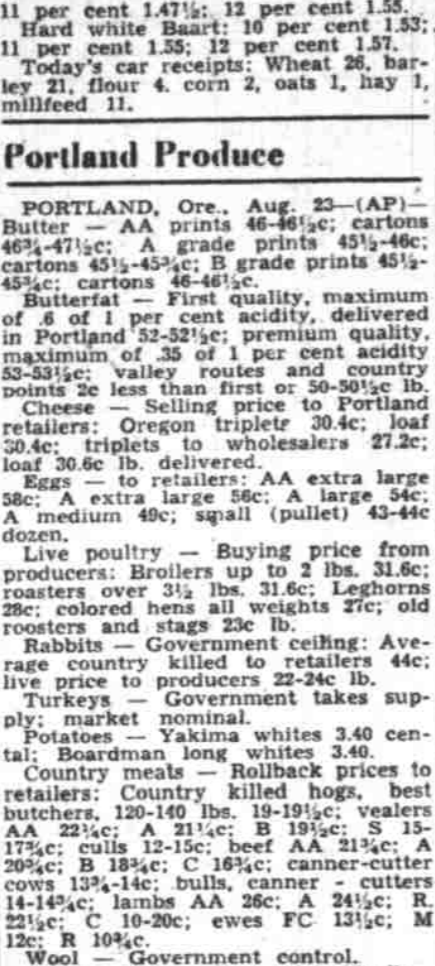 11 per cent 1.47½; 12 per cent 1.55.
Hard white Baart: 10 per cent 1.53;
11 per cent 1.55; 12 per cent 1.57.
Today's car receipts: Wheat 26, bar-
ley 21, flour 4, corn 2, oats 1, hay 1,
millfeed 11.
Portland Produce
PORTLAND, Ore., Aug. 23—(AP)—
Butter — AA prints 46-46½c; cartons
46¾-47½c; A grade prints 45½-46c;
cartons 45½-45¾c; B grade prints 45½-
45¾c; cartons 46-46½c.
Butterfat — First quality, maximum
of .6 of 1 per cent acidity, delivered
in Portland 52-52½c; premium quality,
maximum of .35 of 1 per cent acidity
53-53½c; valley routes and country
points 2c less than first or 50-50½c lb.
Cheese — Selling price to Portland
retailers: Oregon triplets 30.4c; loaf
30.4c; triplets to wholesalers 27.2c;
loaf 30.6c lb. delivered.
Eggs — to retailers: AA extra large
58c; A extra large 56c; A large 54c;
A medium 49c; small (pullet) 43-44c
dozen.
Live poultry — Buying price from
producers: Broilers up to 2 lbs. 31.6c;
roasters over 3½ lbs. 31.6c; Leghorns
28c; colored hens all weights 27c; old
roosters and stags 23c lb.
Rabbits — Government ceiling: Ave-
rage country killed to retailers 44c;
live price to producers 22-24c lb.
Turkeys — Government takes sup-
ply; market nominal.
Potatoes — Yakima whites 3.40 cen-
tal; Boardman long whites 3.40.
Country meats — Rollback prices to
retailers: Country killed hogs, best
butchers, 120-140 lbs. 19-19½c; vealers
AA 22¼c; A 21¼c; B 19½c; S 15-
17¾c; culls 12-15c; beef AA 21¾c; A
20¾c; B 18¾c; C 16¾c; canner-cutter
cows 13¾-14c; bulls, canner - cutters
14-14¾c; lambs AA 26c; A 24½c; R.
22½c; C 10-20c; ewes FC 13½c; M
12c; R 10¾c.
Wool — Government control.